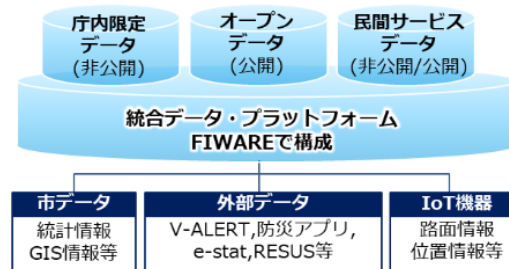 庁内限定
データ
(非公開)
オープン
データ
(公開)
民間サービス
データ
(非公開/公開)
統合データ・プラットフォーム
FIWAREで構成
市データ
統計情報
GIS情報等
外部データ
V-ALERT,防災アプリ,
e-stat,RESUS等
IoT機器
路面情報
位置情報等